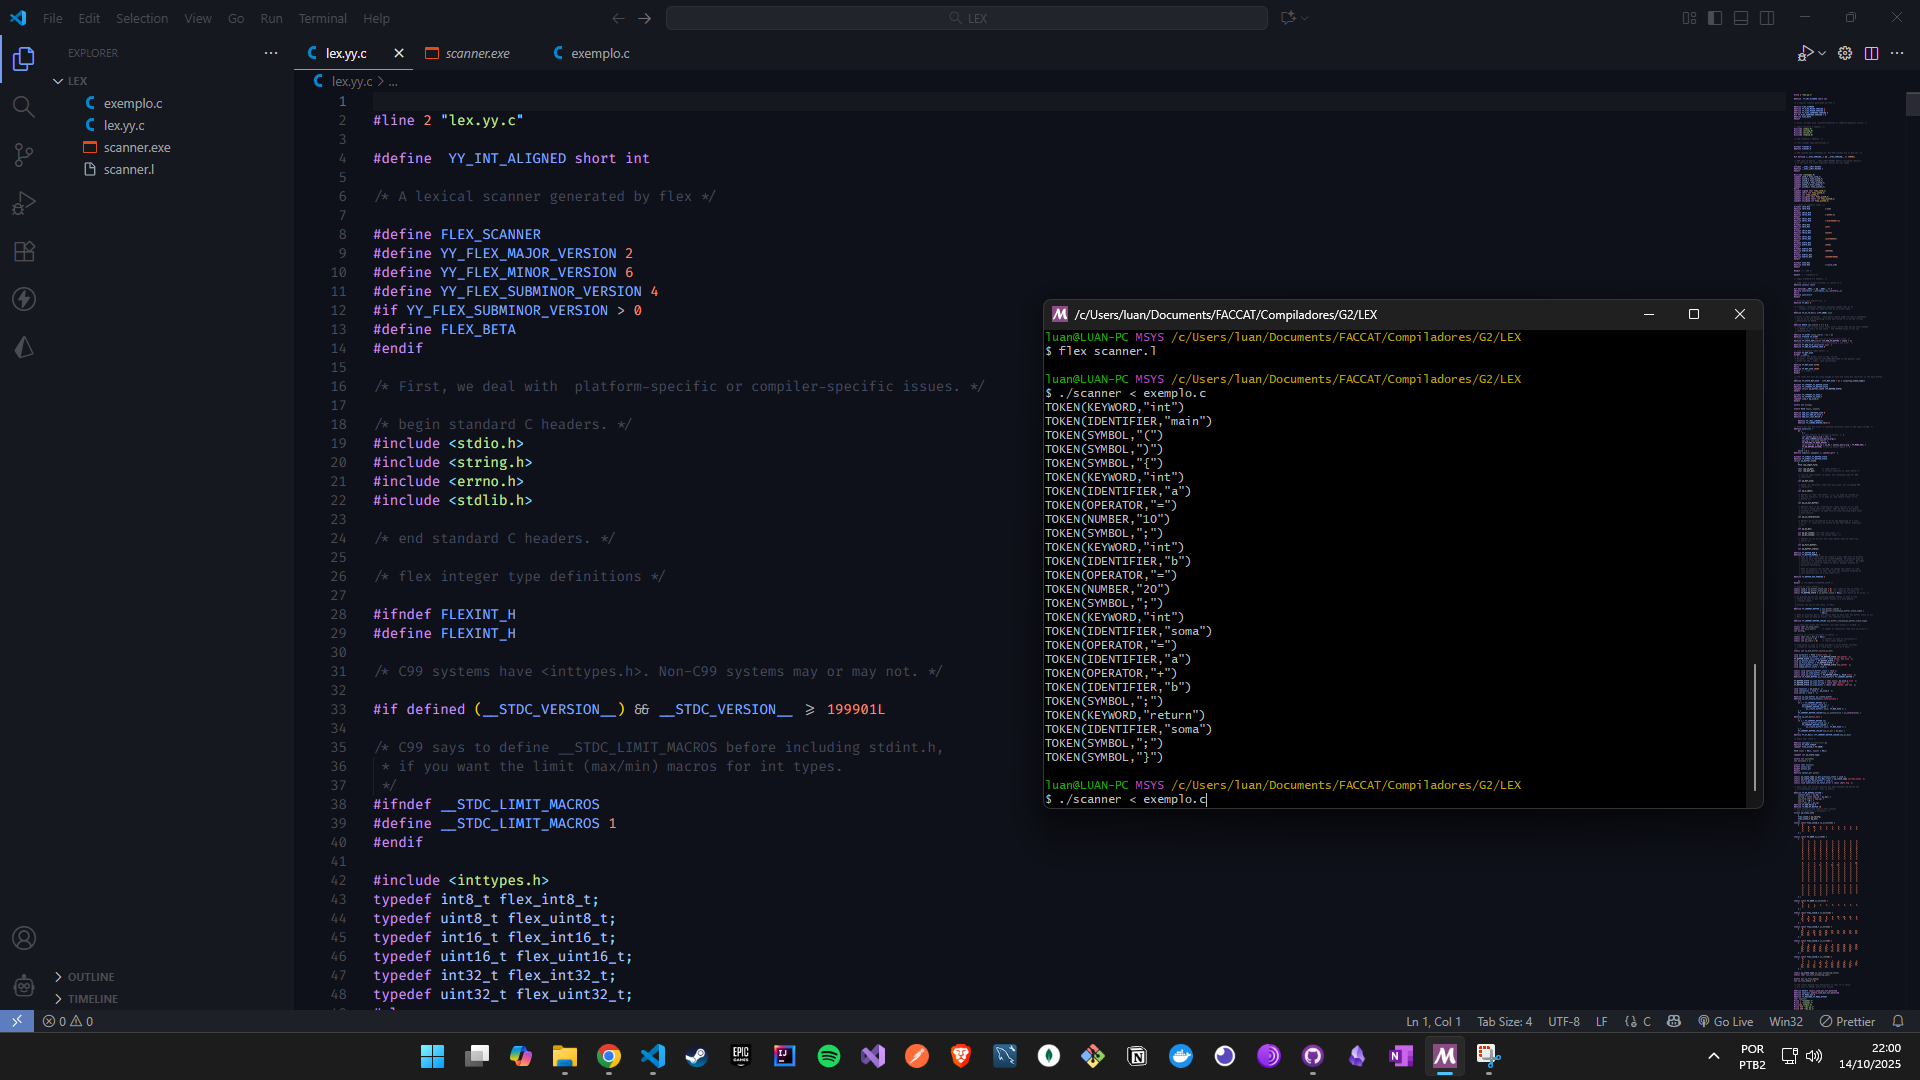 File Edit Selection View Go Run Terminal Help
LEX
EXPLORER
LEX
exemplo.c
lex.yy.c
scanner.exe
scanner.l
OUTLINE
TIMELINE
lex.yy.c
scanner.exe
exemplo.c
lex.yy.c > ...
1
2 #line 2 "lex.yy.c"
3
4 #define  YY_INT_ALIGNED short int
5
6 /* A lexical scanner generated by flex */
7
8 #define FLEX_SCANNER
9 #define YY_FLEX_MAJOR_VERSION 2
10 #define YY_FLEX_MINOR_VERSION 6
11 #define YY_FLEX_SUBMINOR_VERSION 4
12 #if YY_FLEX_SUBMINOR_VERSION > 0
13 #define FLEX_BETA
14 #endif
15
16 /* First, we deal with  platform-specific or compiler-specific issues. */
17
18 /* begin standard C headers. */
19 #include <stdio.h>
20 #include <string.h>
21 #include <errno.h>
22 #include <stdlib.h>
23
24 /* end standard C headers. */
25
26 /* flex integer type definitions */
27
28 #ifndef FLEXINT_H
29 #define FLEXINT_H
30
31 /* C99 systems have <inttypes.h>. Non-C99 systems may or may not. */
32
33 #if defined (__STDC_VERSION__) && __STDC_VERSION__ >= 199901L
34
35 /* C99 says to define __STDC_LIMIT_MACROS before including stdint.h,
36  * if you want the limit (max/min) macros for int types.
37  */
38 #ifndef __STDC_LIMIT_MACROS
39 #define __STDC_LIMIT_MACROS 1
40 #endif
41
42 #include <inttypes.h>
43 typedef int8_t flex_int8_t;
44 typedef uint8_t flex_uint8_t;
45 typedef int16_t flex_int16_t;
46 typedef uint16_t flex_uint16_t;
47 typedef int32_t flex_int32_t;
48 typedef uint32_t flex_uint32_t;
/c/Users/luan/Documents/FACCAT/Compiladores/G2/LEX
luan@LUAN-PC MSYS /c/Users/luan/Documents/FACCAT/Compiladores/G2/LEX
$ flex scanner.l
luan@LUAN-PC MSYS /c/Users/luan/Documents/FACCAT/Compiladores/G2/LEX
$ ./scanner < exemplo.c
TOKEN(KEYWORD,"int")
TOKEN(IDENTIFIER,"main")
TOKEN(SYMBOL,"(")
TOKEN(SYMBOL,")")
TOKEN(SYMBOL,"{")
TOKEN(KEYWORD,"int")
TOKEN(IDENTIFIER,"a")
TOKEN(OPERATOR,"=")
TOKEN(NUMBER,"10")
TOKEN(SYMBOL,";")
TOKEN(KEYWORD,"int")
TOKEN(IDENTIFIER,"b")
TOKEN(OPERATOR,"=")
TOKEN(NUMBER,"20")
TOKEN(SYMBOL,";")
TOKEN(KEYWORD,"int")
TOKEN(IDENTIFIER,"soma")
TOKEN(OPERATOR,"=")
TOKEN(IDENTIFIER,"a")
TOKEN(OPERATOR,"+")
TOKEN(IDENTIFIER,"b")
TOKEN(SYMBOL,";")
TOKEN(KEYWORD,"return")
TOKEN(IDENTIFIER,"soma")
TOKEN(SYMBOL,";")
TOKEN(SYMBOL,"}")
luan@LUAN-PC MSYS /c/Users/luan/Documents/FACCAT/Compiladores/G2/LEX
$ ./scanner < exemplo.c
0 0
Ln 1, Col 1 Tab Size: 4 UTF-8 LF C Go Live Win32 Prettier
EPIC GAMES
POR
PTB2
22:00
14/10/2025